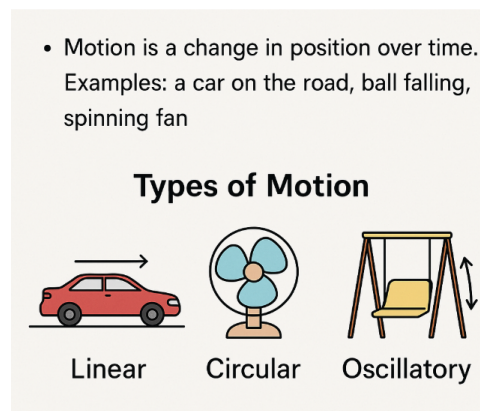 • Motion is a change in position over time.
Examples: a car on the road, ball falling,
spinning fan
Types of Motion
Linear
Circular
Oscillatory